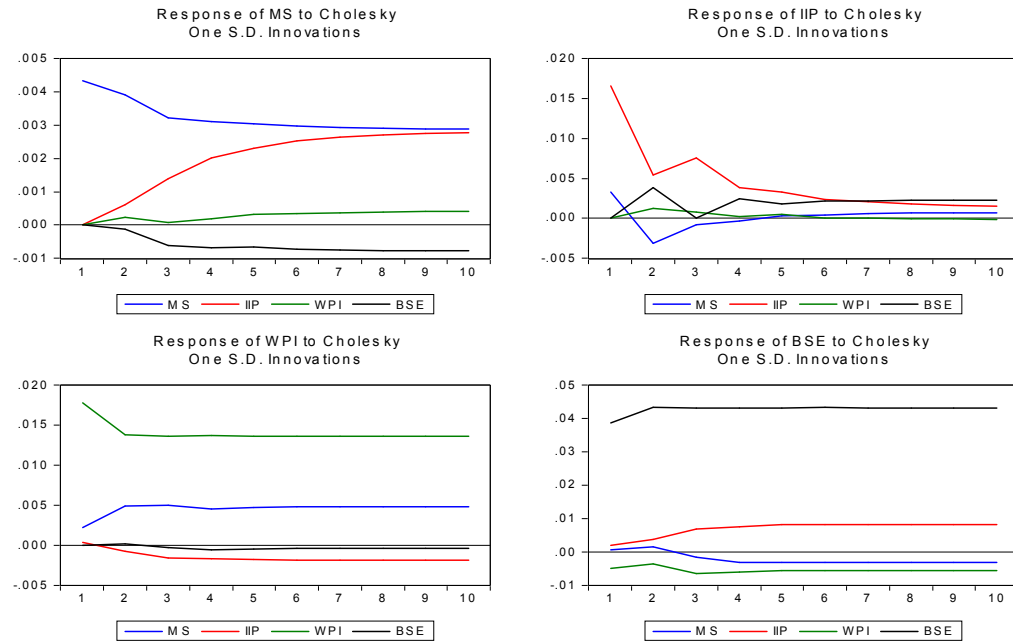 Response of MS to Cholesky
One S.D. Innovations
.005
.004
.003
.002
.001
.000
-.001
1 2 3 4 5 6 7 8 9 10
MS IIP WPI BSE
Response of IIP to Cholesky
One S.D. Innovations
.020
.015
.010
.005
.000
-.005
1 2 3 4 5 6 7 8 9 10
MS IIP WPI BSE
Response of WPI to Cholesky
One S.D. Innovations
.020
.015
.010
.005
.000
-.005
1 2 3 4 5 6 7 8 9 10
MS IIP WPI BSE
Response of BSE to Cholesky
One S.D. Innovations
.05
.04
.03
.02
.01
.00
-.01
1 2 3 4 5 6 7 8 9 10
MS IIP WPI BSE